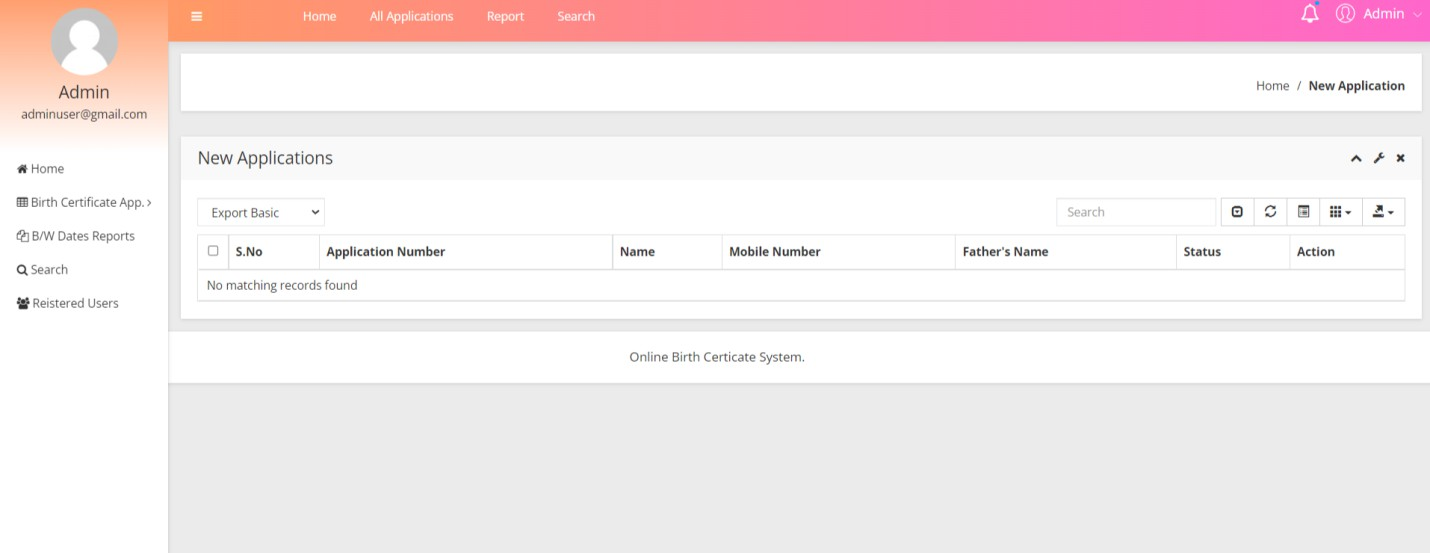 Admin
adminuser@gmail.com
Home
Birth Certificate App.
B/W Dates Reports
Search
Reistered Users
Home All Applications Report Search
Admin
Home / New Application
New Applications
Export Basic
Search
S.No Application Number Name Mobile Number Father's Name Status Action
No matching records found
Online Birth Certicate System.